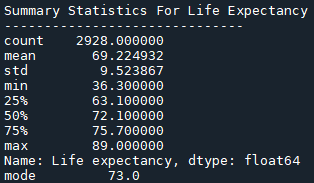 Summary Statistics For Life Expectancy
------------------------------
count    2928.000000
mean       69.224932
std         9.523867
min        36.300000
25%        63.100000
50%        72.100000
75%        75.700000
max        89.000000
Name: Life expectancy, dtype: float64
mode         73.0